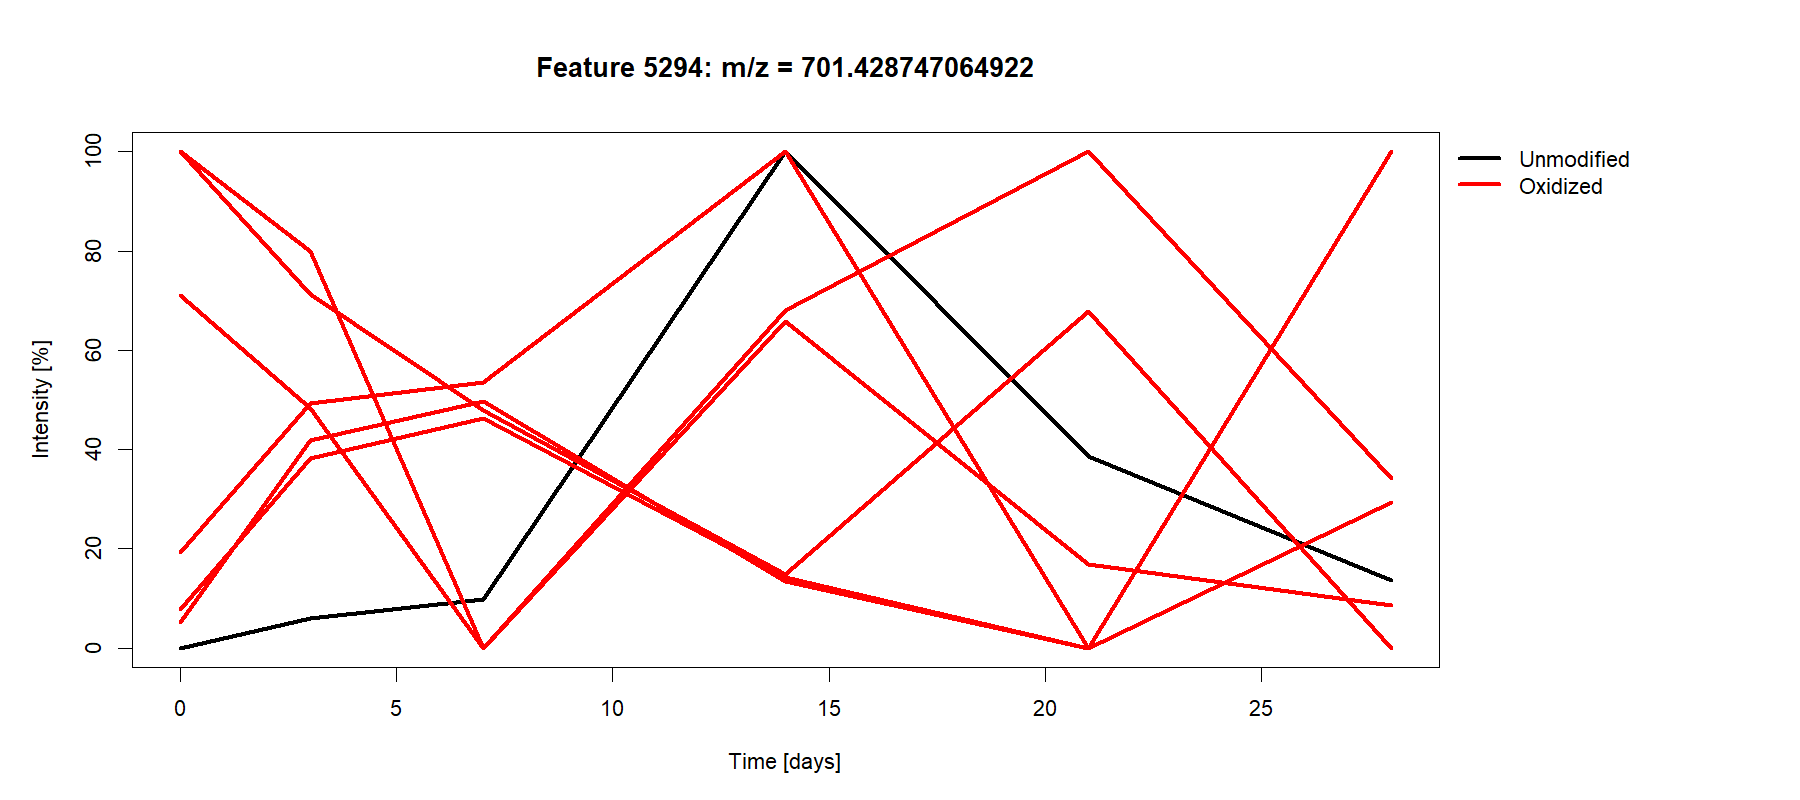 Feature 5294: m/z = 701.428747064922
Unmodified
Oxidized
Intensity [%]
100
80
60
40
20
0
0 5 10 15 20 25
Time [days]